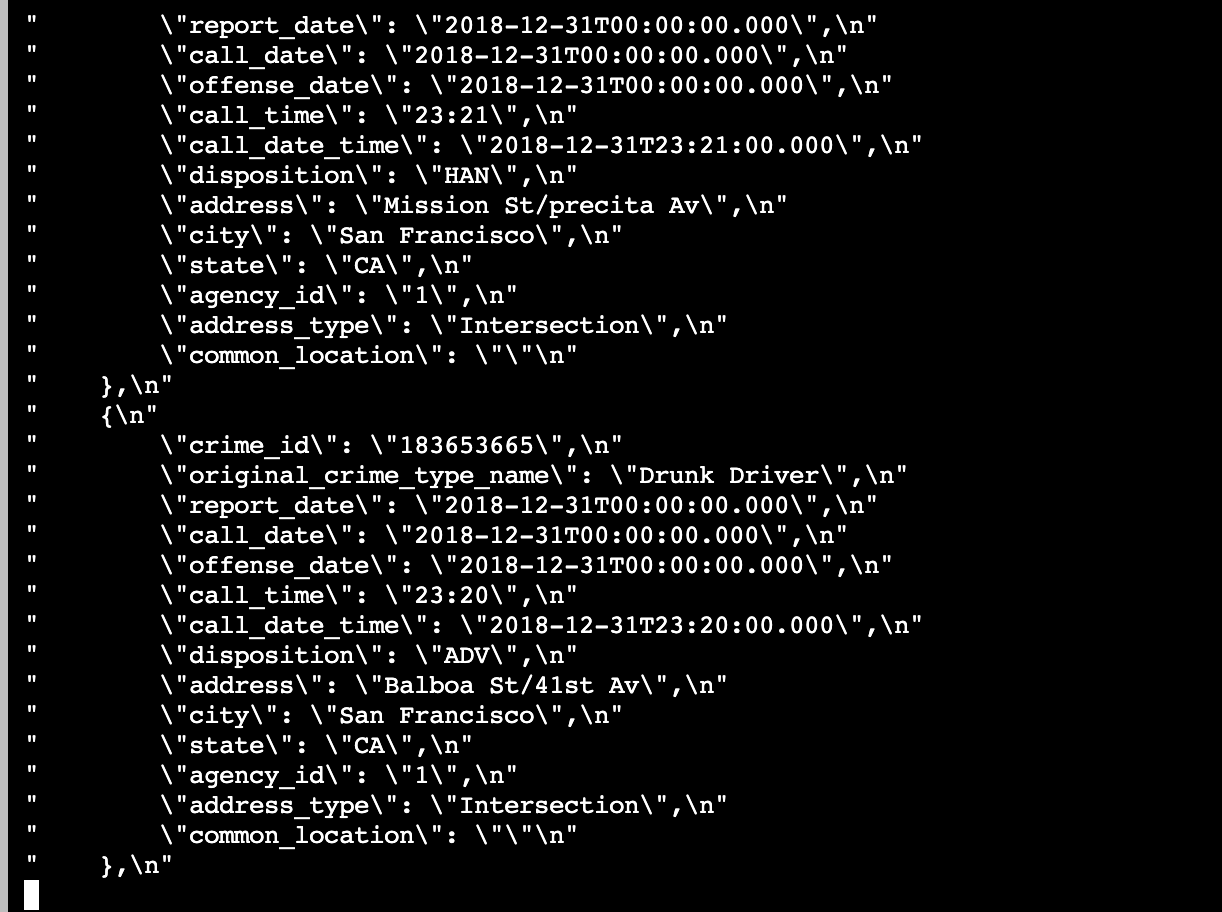 "        \"report_date\": \"2018-12-31T00:00:00.000\",\n"
"        \"call_date\": \"2018-12-31T00:00:00.000\",\n"
"        \"offense_date\": \"2018-12-31T00:00:00.000\",\n"
"        \"call_time\": \"23:21\",\n"
"        \"call_date_time\": \"2018-12-31T23:21:00.000\",\n"
"        \"disposition\": \"HAN\",\n"
"        \"address\": \"Mission St/precita Av\",\n"
"        \"city\": \"San Francisco\",\n"
"        \"state\": \"CA\",\n"
"        \"agency_id\": \"1\",\n"
"        \"address_type\": \"Intersection\",\n"
"        \"common_location\": \"\"\n"
"    },\n"
"    {\n"
"        \"crime_id\": \"183653665\",\n"
"        \"original_crime_type_name\": \"Drunk Driver\",\n"
"        \"report_date\": \"2018-12-31T00:00:00.000\",\n"
"        \"call_date\": \"2018-12-31T00:00:00.000\",\n"
"        \"offense_date\": \"2018-12-31T00:00:00.000\",\n"
"        \"call_time\": \"23:20\",\n"
"        \"call_date_time\": \"2018-12-31T23:20:00.000\",\n"
"        \"disposition\": \"ADV\",\n"
"        \"address\": \"Balboa St/41st Av\",\n"
"        \"city\": \"San Francisco\",\n"
"        \"state\": \"CA\",\n"
"        \"agency_id\": \"1\",\n"
"        \"address_type\": \"Intersection\",\n"
"        \"common_location\": \"\"\n"
"    },\n"